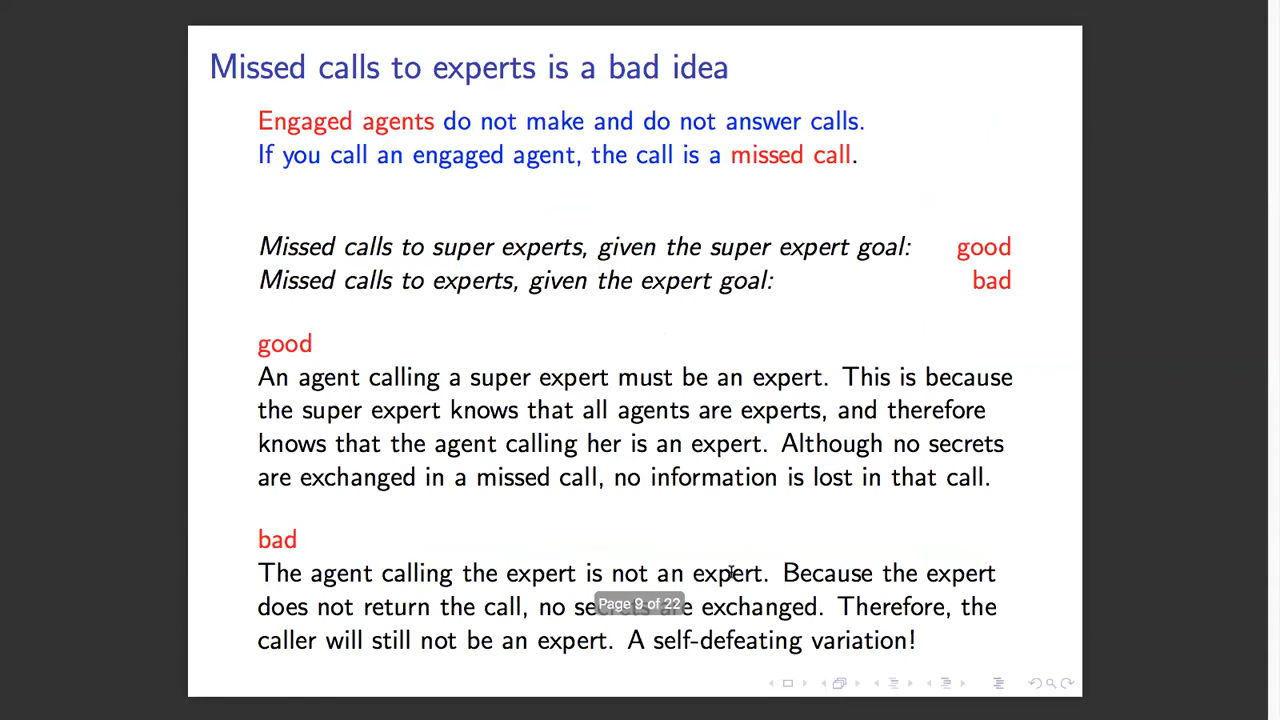 Missed calls to experts is a bad idea
Engaged agents do not make and do not answer calls.
If you call an engaged agent, the call is a missed call.
Missed calls to super experts, given the super expert goal: good
Missed calls to experts, given the expert goal: bad
good
An agent calling a super expert must be an expert. This is because
the super expert knows that all agents are experts, and therefore
knows that the agent calling her is an expert. Although no secrets
are exchanged in a missed call, no information is lost in that call.
bad
The agent calling the expert is not an expert. Because the expert
does not return the call, no secrets are exchanged. Therefore, the
Page 9 of 22
caller will still not be an expert. A self-defeating variation!